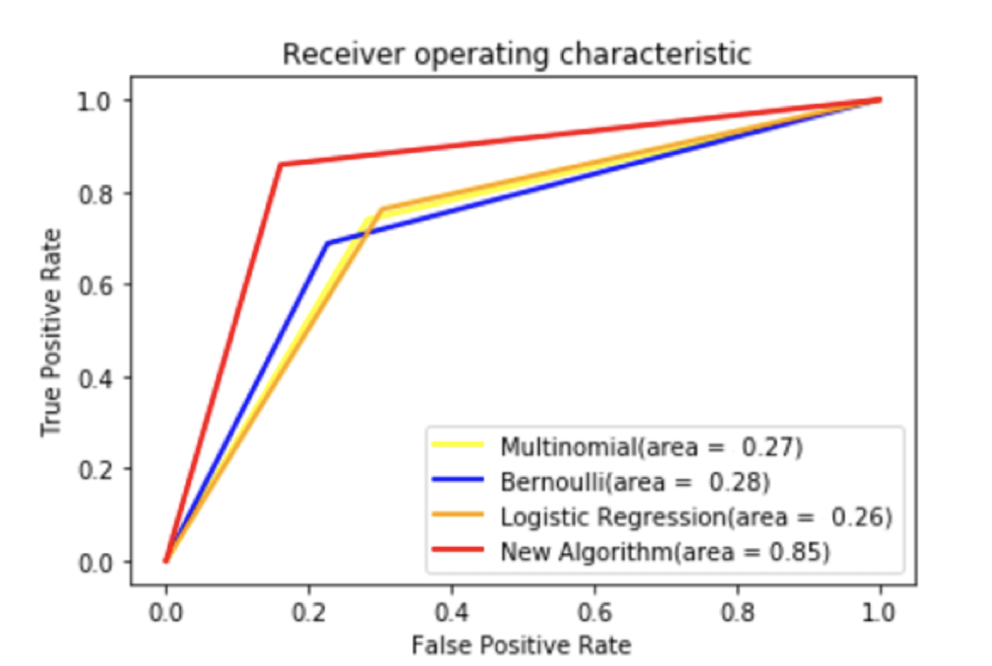 Receiver operating characteristic
1.0
0.8
0.6
0.4
0.2
0.0
True Positive Rate
Multinomial(area =  0.27)
Bernoulli(area =  0.28)
Logistic Regression(area =  0.26)
New Algorithm(area = 0.85)
0.0 0.2 0.4 0.6 0.8 1.0
False Positive Rate